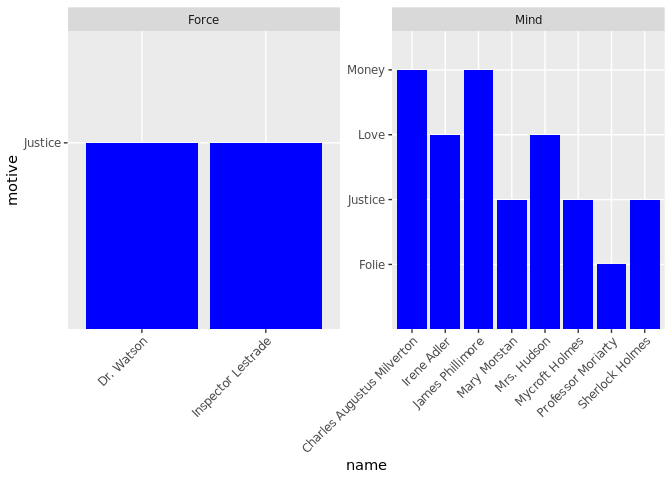 Force
Mind
motive
Justice
Money
Love
Justice
Folie
Dr. Watson
Inspector Lestrade
Charles Augustus Milverton
Irene Adler
James Phillimore
Mary Morstan
Mrs. Hudson
Mycroft Holmes
Professor Moriarty
Sherlock Holmes
name